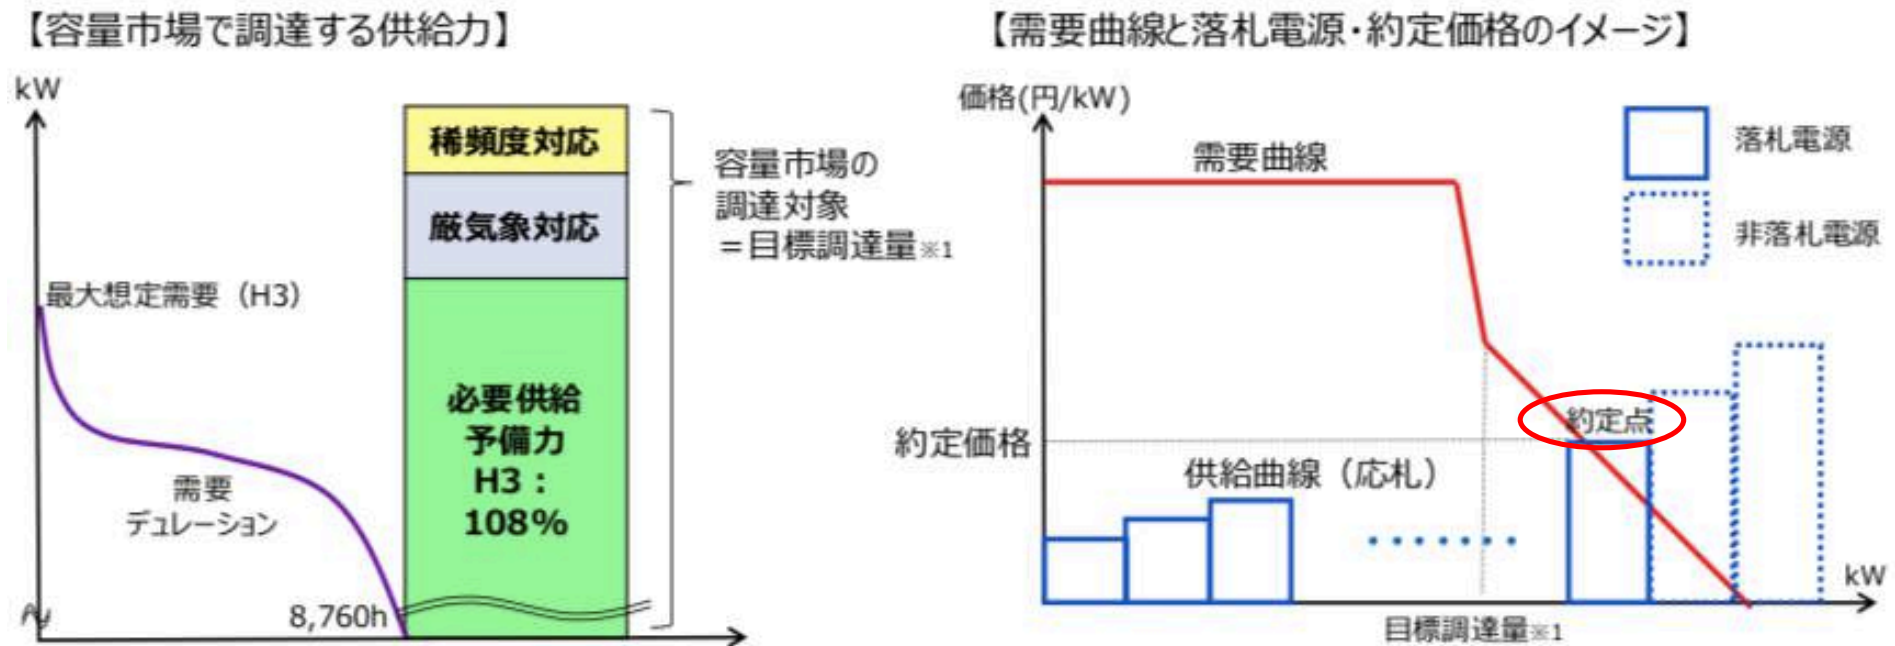 【容量市場で調達する供給力】
kW
稀頻度対応
厳気象対応
容量市場の
調達対象
=目標調達量※1
最大想定需要(H3)
必要供給
予備力
H3:
108%
需要
デュレーション
8,760h
【需要曲線と落札電源・約定価格のイメージ】
価格(円/kW)
需要曲線
落札電源
非落札電源
約定点
約定価格
供給曲線(応札)
kW
目標調達量※1